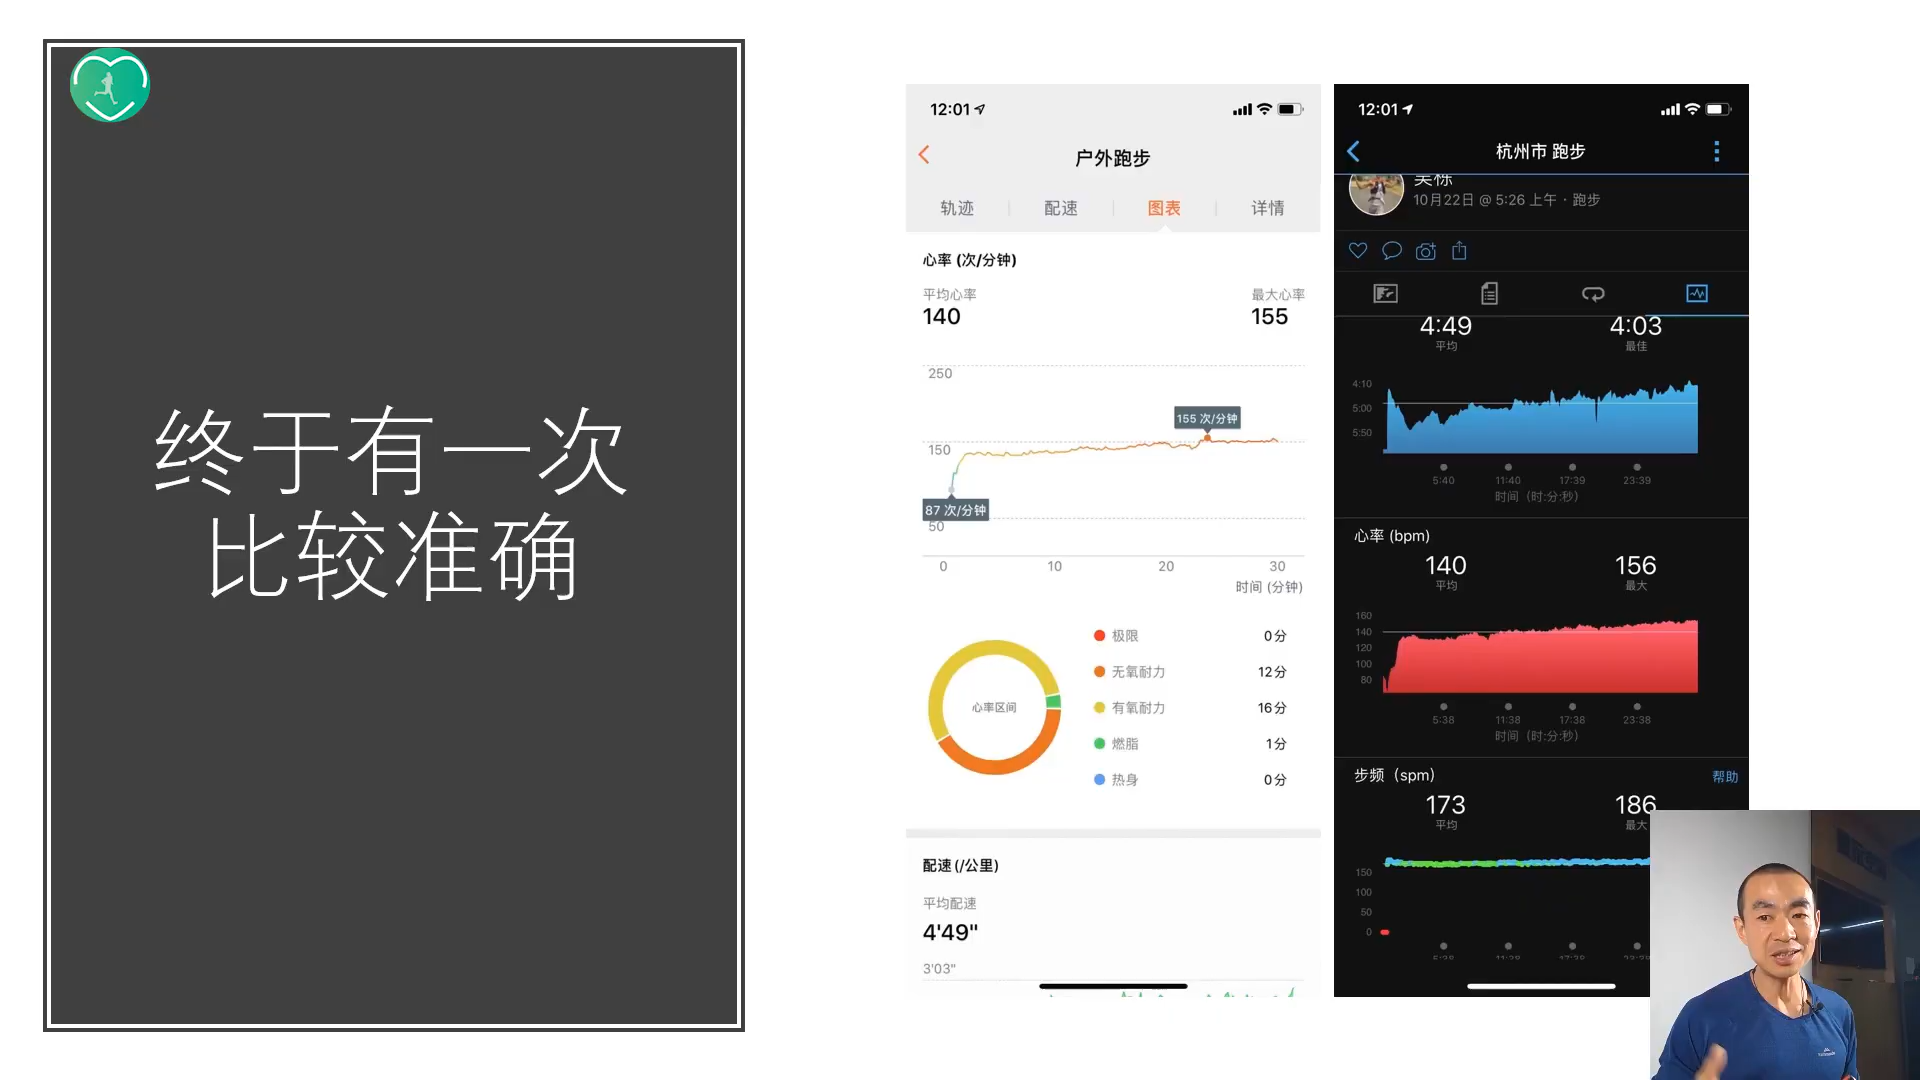 终于有一次
比较准确
12:01
户外跑步
轨迹
配速
图表
详情
心率 (次/分钟)
平均心率
最大心率
140
155
250
155 次/分钟
150
87 次/分钟
50
0
10
20
30
时间 (分钟)
心率区间
极限
0分
无氧耐力
12分
有氧耐力
16分
燃脂
1分
热身
0分
配速 (/公里)
平均配速
4'49"
3'03"
12:01
杭州市 跑步
10月22日 @ 5:26 上午 · 跑步
4:49
4:03
平均
最佳
4:10
5:00
5:50
5:40
11:40
17:39
23:39
时间（时:分:秒）
心率 (bpm)
140
156
平均
最大
160
140
120
100
80
5:38
11:38
17:38
23:38
时间（时:分:秒）
步频（spm）
帮助
173
186
平均
最大
150
100
50
0